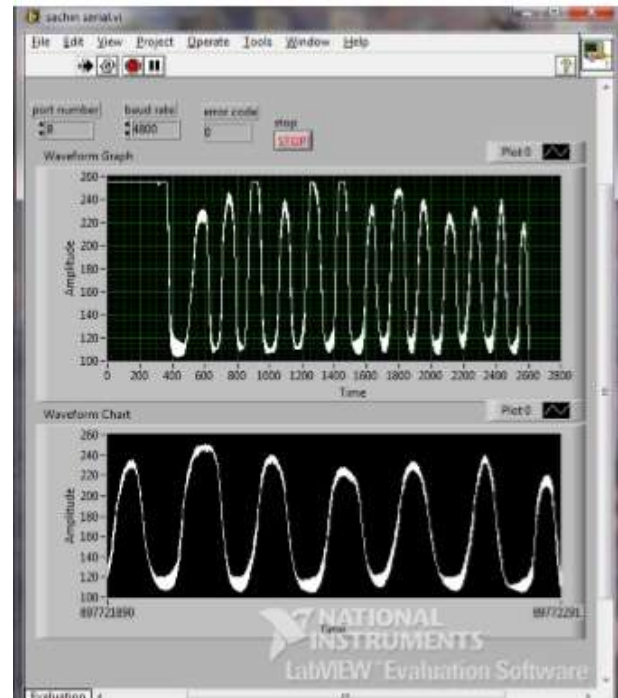 sachin serial.vi
File Edit View Project Operate Tools Window Help
port number baud rate error code stop
8 4800 0 STOP
Waveform Graph Plot 0
260
240
220
200
180
160
140
120
100
Amplitude
0 200 400 600 800 1000 1200 1400 1600 1800 2000 2200 2400 2600 2800
Time
Waveform Chart Plot 0
260
240
220
200
180
160
140
120
100
Amplitude
897721890
Time
NATIONAL
INSTRUMENTS
LabVIEW™ Evaluation Software
Evaluation